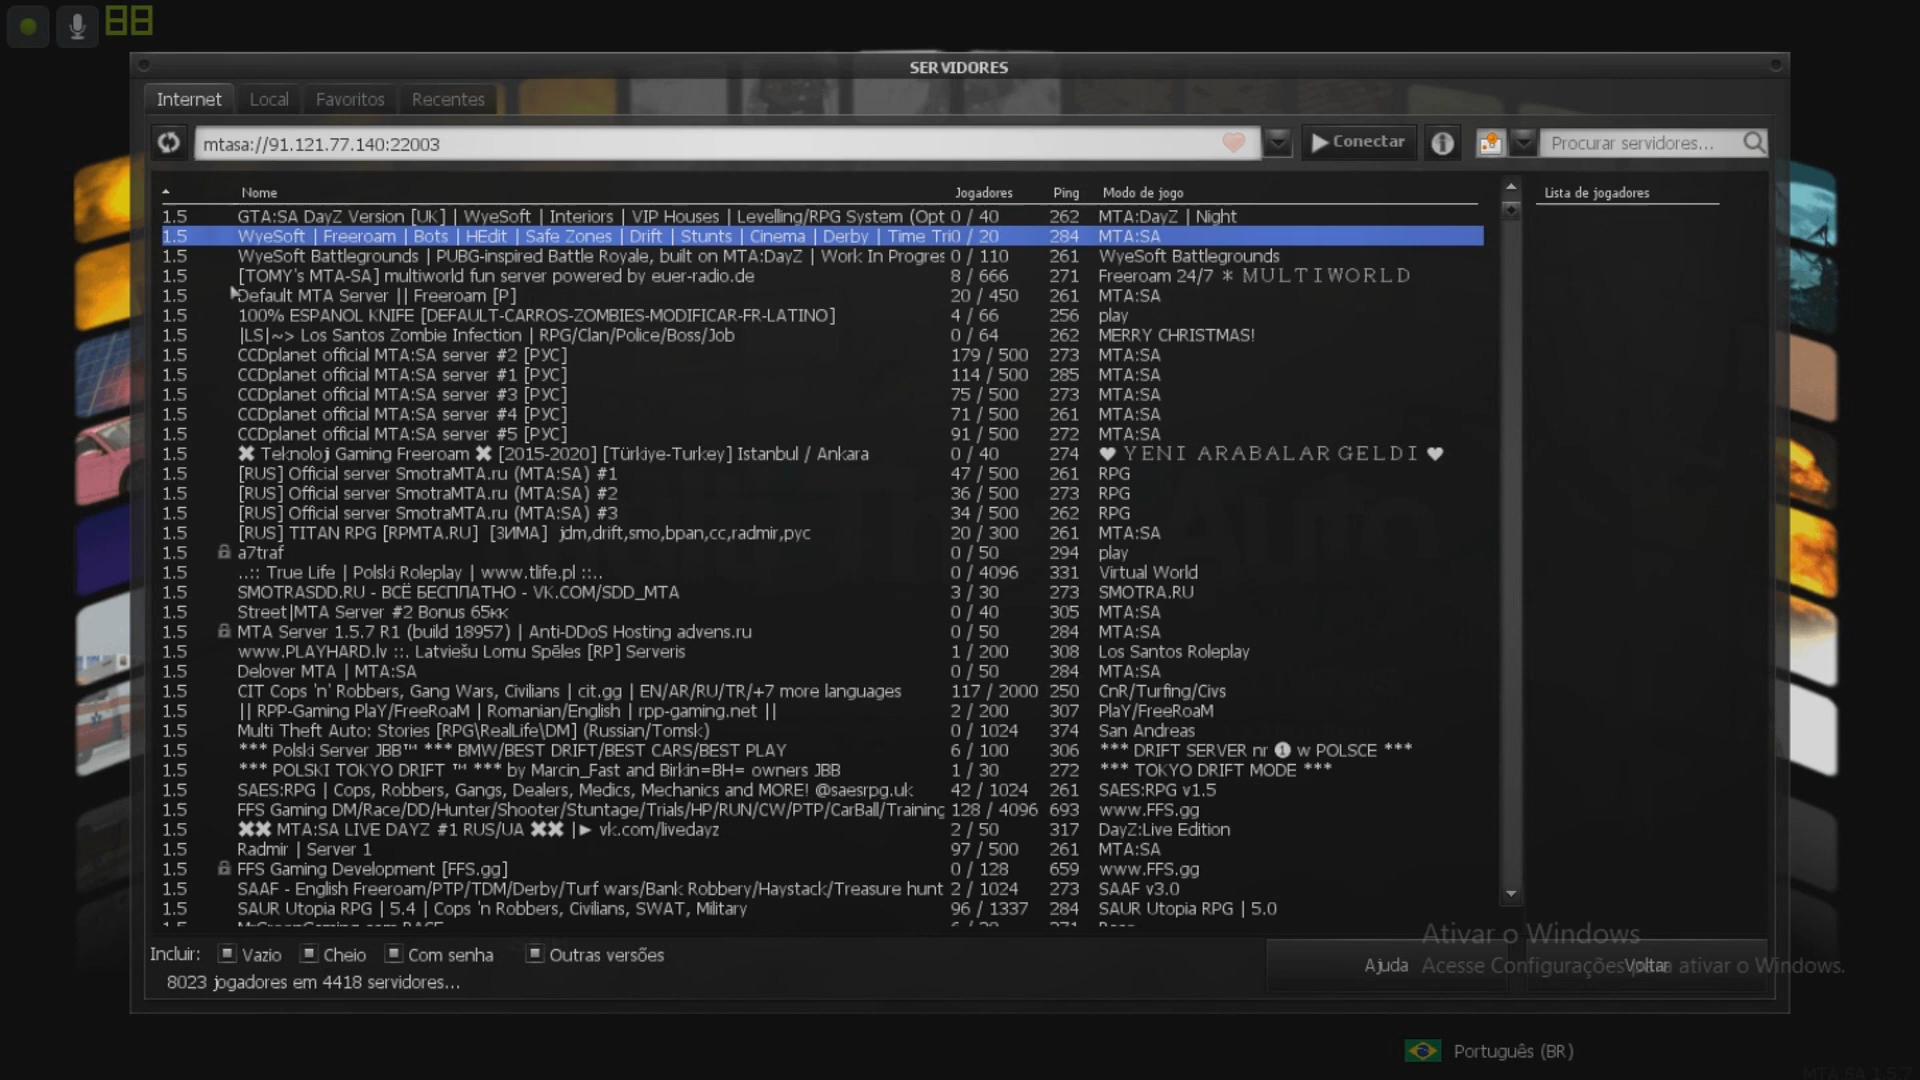 88
SERVIDORES
Internet Local Favoritos Recentes
mtasa://91.121.77.140:22003 Conectar Procurar servidores...
Nome Jogadores Ping Modo de jogo Lista de jogadores
1.5 GTA:SA DayZ Version [UK] | WyeSoft | Interiors | VIP Houses | Levelling/RPG System (Opt 0 / 40 262 MTA:DayZ | Night
1.5 WyeSoft | Freeroam | Bots | HEdit | Safe Zones | Drift | Stunts | Cinema | Derby | Time Tri 0 / 20 284 MTA:SA
1.5 WyeSoft Battlegrounds | PUBG-inspired Battle Royale, built on MTA:DayZ | Work In Progres 0 / 110 261 WyeSoft Battlegrounds
1.5 [TOMY's MTA-SA] multiworld fun server powered by euer-radio.de 8 / 666 271 Freeroam 24/7 * M U L T I W O R L D
1.5 Default MTA Server || Freeroam [P] 20 / 450 261 MTA:SA
1.5 100% ESPANOL KNIFE [DEFAULT-CARROS-ZOMBIES-MODIFICAR-FR-LATINO] 4 / 66 256 play
1.5 |LS|~> Los Santos Zombie Infection | RPG/Clan/Police/Boss/Job 0 / 64 262 MERRY CHRISTMAS!
1.5 CCDplanet official MTA:SA server #2 [РУС] 179 / 500 273 MTA:SA
1.5 CCDplanet official MTA:SA server #1 [РУС] 114 / 500 285 MTA:SA
1.5 CCDplanet official MTA:SA server #3 [РУС] 75 / 500 273 MTA:SA
1.5 CCDplanet official MTA:SA server #4 [РУС] 71 / 500 261 MTA:SA
1.5 CCDplanet official MTA:SA server #5 [РУС] 91 / 500 272 MTA:SA
1.5 ✖ Teknoloji Gaming Freeroam ✖ [2015-2020] [Türkiye-Turkey] Istanbul / Ankara 0 / 40 274 ♥ Y E N I A R A B A L A R G E L D I ♥
1.5 [RUS] Official server SmotraMTA.ru (MTA:SA) #1 47 / 500 261 RPG
1.5 [RUS] Official server SmotraMTA.ru (MTA:SA) #2 36 / 500 273 RPG
1.5 [RUS] Official server SmotraMTA.ru (MTA:SA) #3 34 / 500 262 RPG
1.5 [RUS] TITAN RPG [RPMTA.RU] [ЗИМА] jdm,drift,smo,bpan,cc,radmir,рус 20 / 300 261 MTA:SA
1.5 a7traf 0 / 50 294 play
1.5 ..:: True Life | Polski Roleplay | www.tlife.pl ::.. 0 / 4096 331 Virtual World
1.5 SMOTRASDD.RU - ВСЁ БЕСПЛАТНО - VK.COM/SDD_MTA 3 / 30 273 SMOTRA.RU
1.5 Street|MTA Server #2 Bonus 65кк 0 / 40 305 MTA:SA
1.5 MTA Server 1.5.7 R1 (build 18957) | Anti-DDoS Hosting advens.ru 0 / 50 284 MTA:SA
1.5 www.PLAYHARD.lv ::. Latviešu Lomu Spēles [RP] Serveris 1 / 200 308 Los Santos Roleplay
1.5 Delover MTA | MTA:SA 0 / 50 284 MTA:SA
1.5 CIT Cops 'n' Robbers, Gang Wars, Civilians | cit.gg | EN/AR/RU/TR/+7 more languages 117 / 2000 250 CnR/Turfing/Civs
1.5 || RPP-Gaming PlaY/FreeRoaM | Romanian/English | rpp-gaming.net || 2 / 200 307 PlaY/FreeRoaM
1.5 Multi Theft Auto: Stories [RPG\RealLife\DM] (Russian/Tomsk) 0 / 1024 374 San Andreas
1.5 *** Polski Server JBB™ *** BMW/BEST DRIFT/BEST CARS/BEST PLAY 6 / 100 306 *** DRIFT SERVER nr ❶ w POLSCE ***
1.5 *** POLSKI TOKYO DRIFT ™ *** by Marcin_Fast and Birkin=BH= owners JBB 1 / 30 272 *** TOKYO DRIFT MODE ***
1.5 SAES:RPG | Cops, Robbers, Gangs, Dealers, Medics, Mechanics and MORE! @saesrpg.uk 42 / 1024 261 SAES:RPG v1.5
1.5 FFS Gaming DM/Race/DD/Hunter/Shooter/Stuntage/Trials/HP/RUN/CW/PTP/CarBall/Training 128 / 4096 693 www.FFS.gg
1.5 ✖✖ MTA:SA LIVE DAYZ #1 RUS/UA ✖✖ |► vk.com/livedayz 2 / 50 317 DayZ:Live Edition
1.5 Radmir | Server 1 97 / 500 261 MTA:SA
1.5 FFS Gaming Development [FFS.gg] 0 / 128 659 www.FFS.gg
1.5 SAAF - English Freeroam/PTP/TDM/Derby/Turf wars/Bank Robbery/Haystack/Treasure hunt 2 / 1024 273 SAAF v3.0
1.5 SAUR Utopia RPG | 5.4 | Cops 'n Robbers, Civilians, SWAT, Military 96 / 1337 284 SAUR Utopia RPG | 5.0
Incluir: Vazio Cheio Com senha Outras versões
8023 jogadores em 4418 servidores...
Ajuda Voltar
Ativar o Windows
Acesse Configurações para ativar o Windows.
Português (BR)
MTA:SA 1.5.7